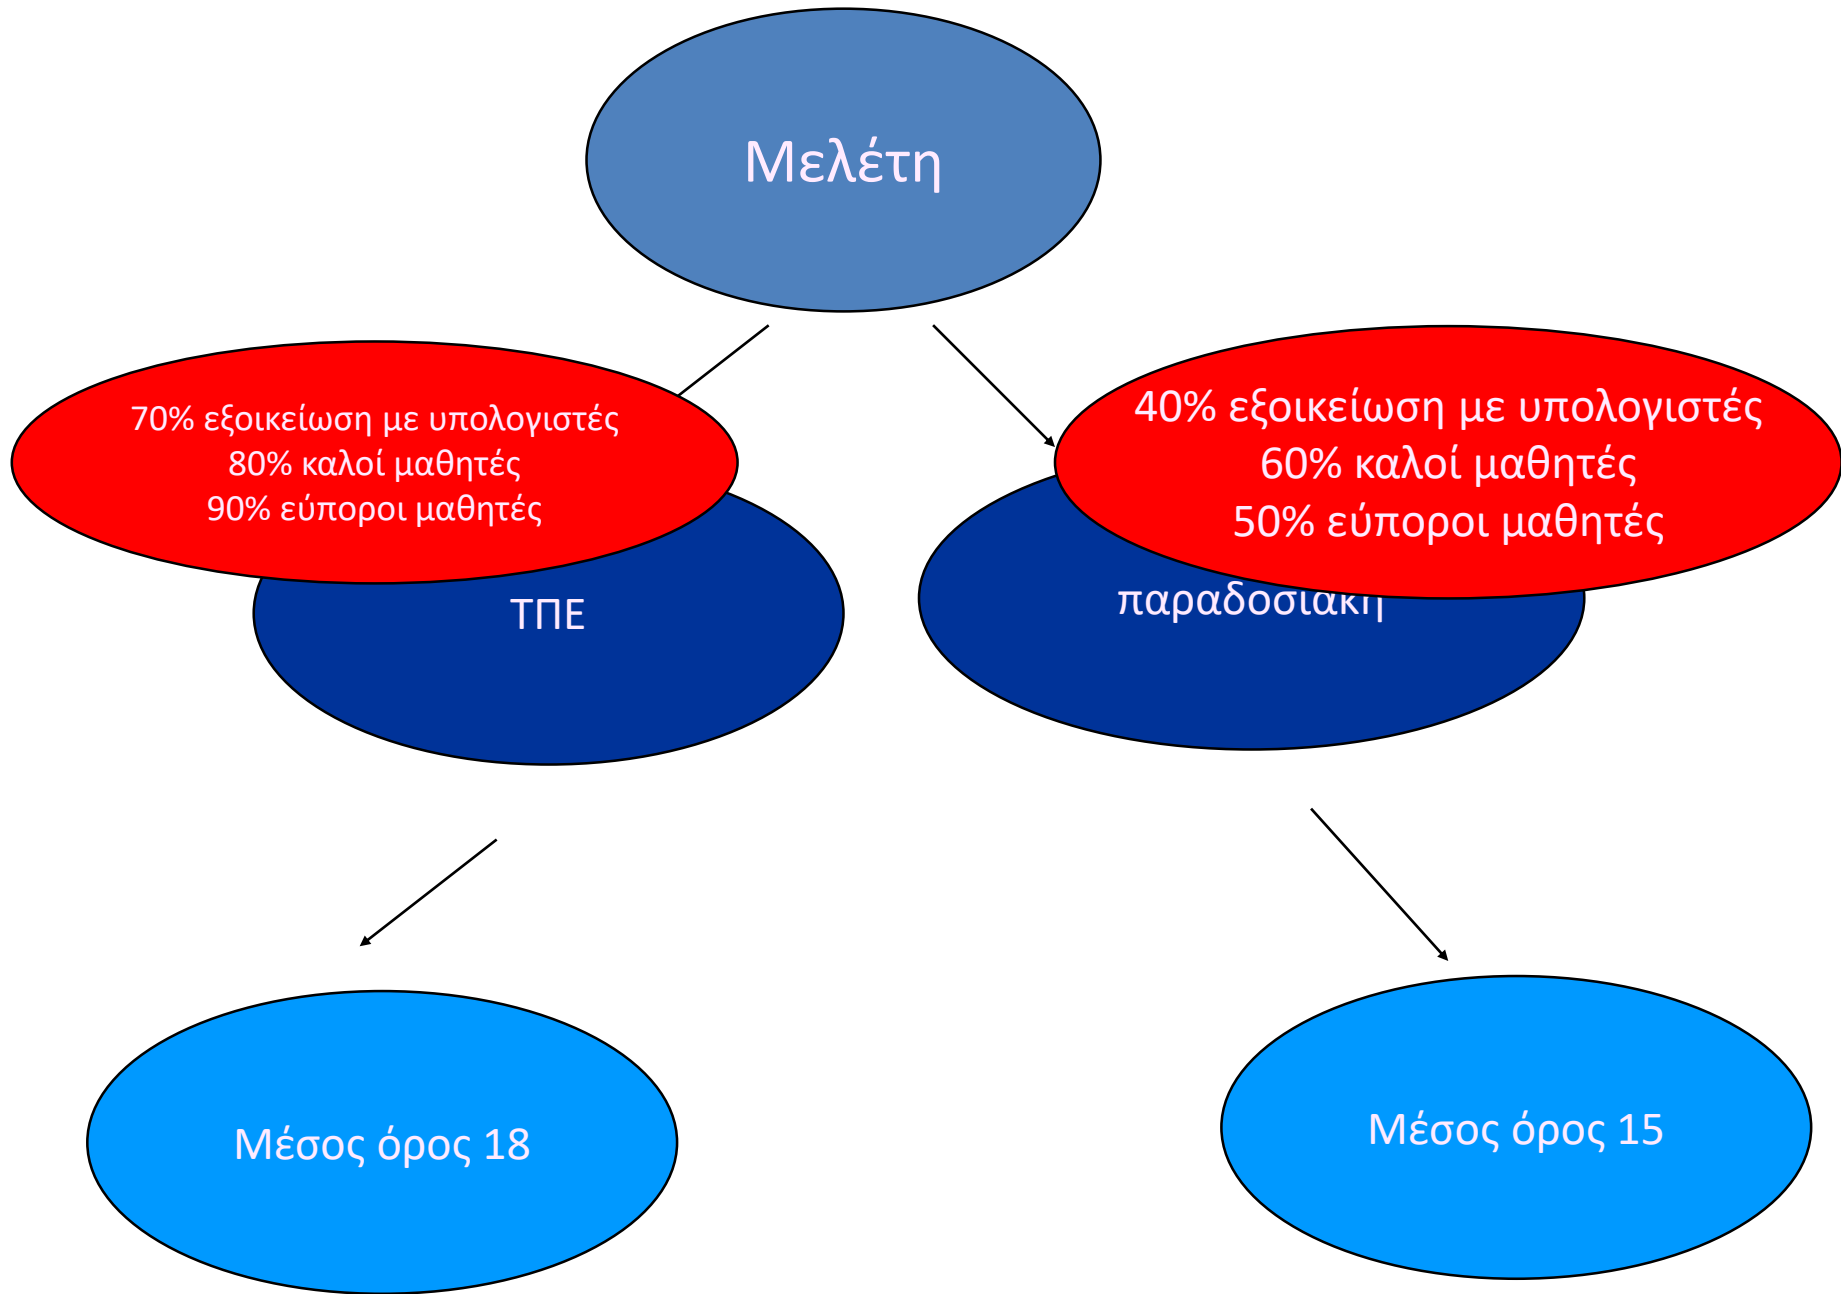 Μελέτη
70% εξοικείωση με υπολογιστές
80% καλοί μαθητές
90% εύποροι μαθητές
40% εξοικείωση με υπολογιστές
60% καλοί μαθητές
50% εύποροι μαθητές
ΤΠΕ
παραδοσιακη
Μέσος όρος 18
Μέσος όρος 15